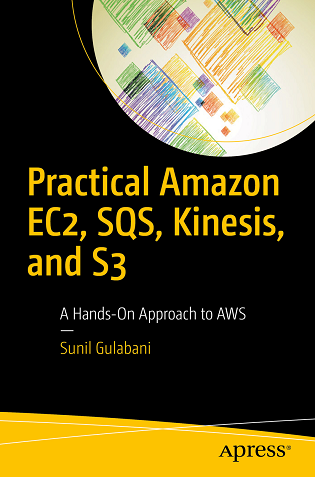 Practical Amazon
EC2, SQS, Kinesis,
and S3
A Hands-On Approach to AWS
—
Sunil Gulabani
Apress®